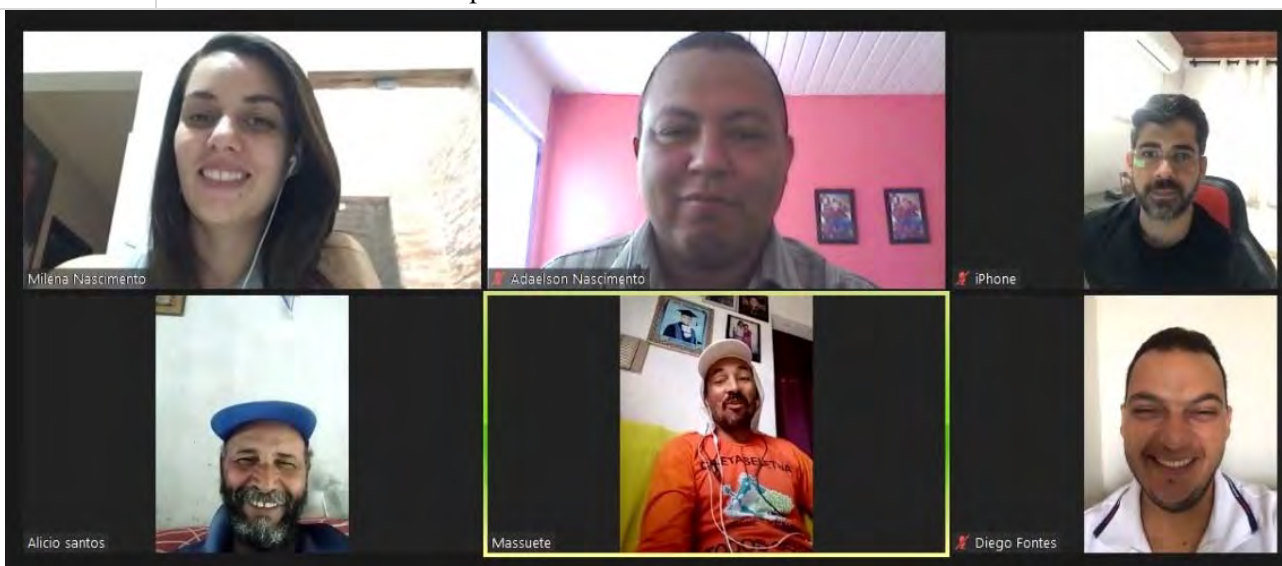 Milena Nascimento
Adaelson Nascimento
iPhone
Alicio santos
Massuete
Diego Fontes